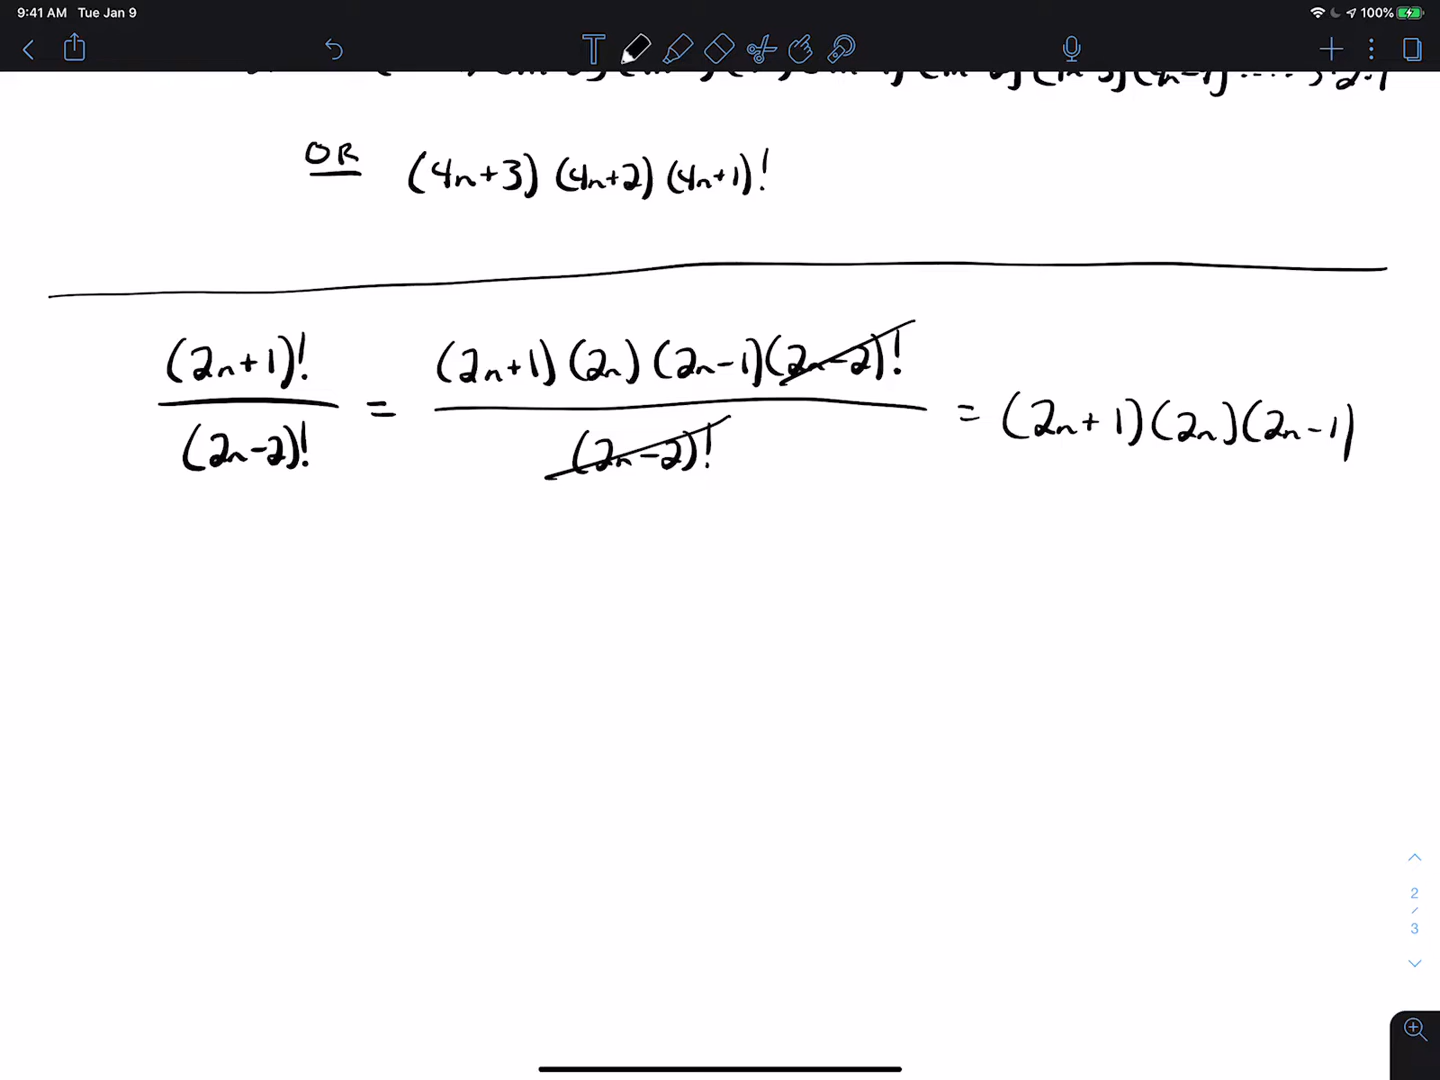 9:41 AM Tue Jan 9 100%
OR (4n+3) (4n+2) (4n+1)!
(2n+1)! / (2n-2)! = (2n+1) (2n) (2n-1)(2n-2)! / (2n-2)! = (2n+1)(2n)(2n-1)
2
/
3